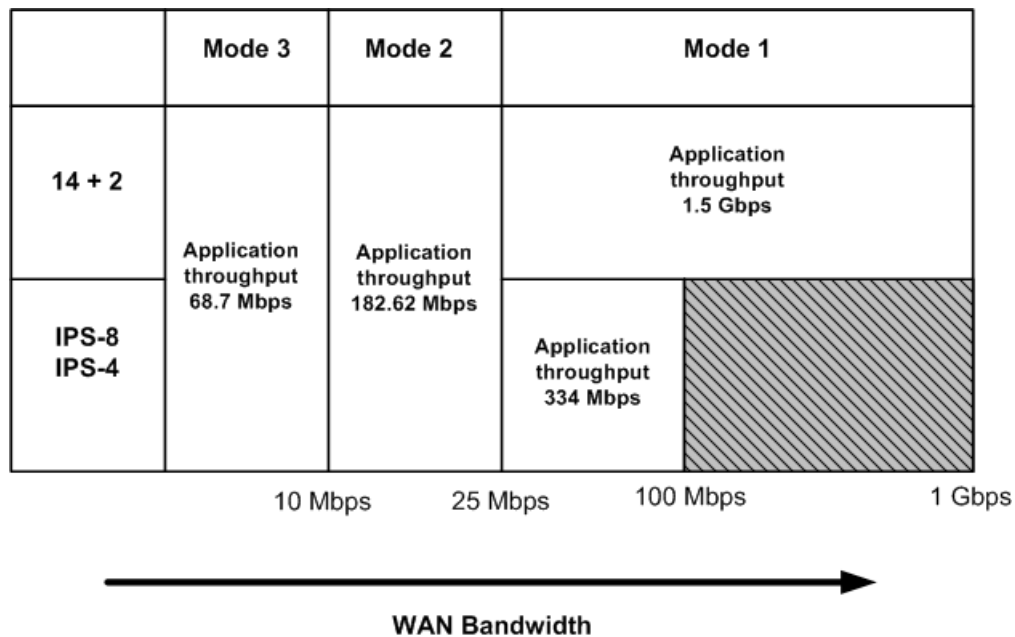 Mode 3
Mode 2
Mode 1
14 + 2
Application
throughput
68.7 Mbps
Application
throughput
182.62 Mbps
Application
throughput
1.5 Gbps
IPS-8
IPS-4
Application
throughput
334 Mbps
10 Mbps
25 Mbps
100 Mbps
1 Gbps
WAN Bandwidth